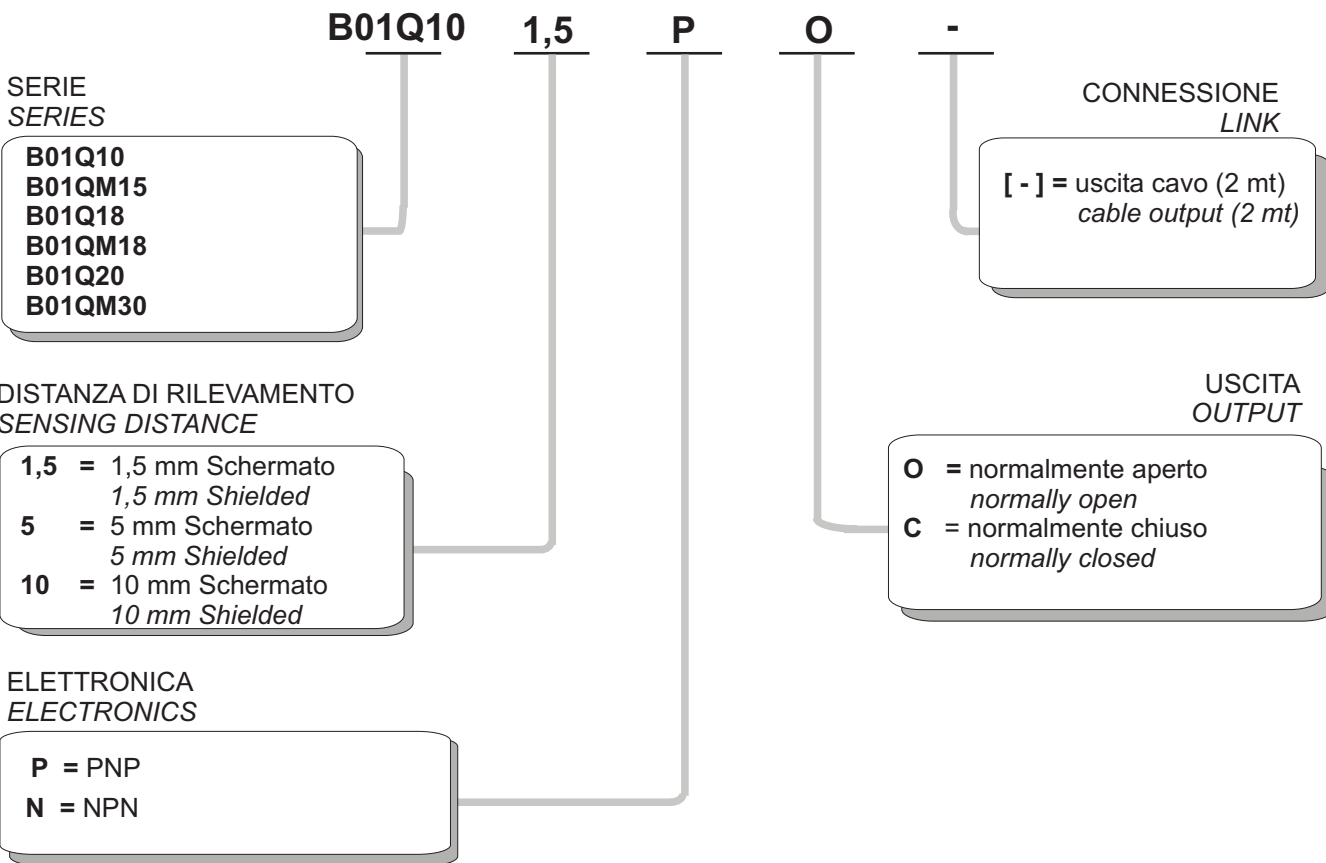 B01Q10 1,5 P O -
SERIE
SERIES
B01Q10
B01QM15
B01Q18
B01QM18
B01Q20
B01QM30
CONNESSIONE
LINK
[ - ] = uscita cavo (2 mt)
cable output (2 mt)
DISTANZA DI RILEVAMENTO
SENSING DISTANCE
1,5 = 1,5 mm Schermato
1,5 mm Shielded
5 = 5 mm Schermato
5 mm Shielded
10 = 10 mm Schermato
10 mm Shielded
USCITA
OUTPUT
O = normalmente aperto
normally open
C = normalmente chiuso
normally closed
ELETTRONICA
ELECTRONICS
P = PNP
N = NPN